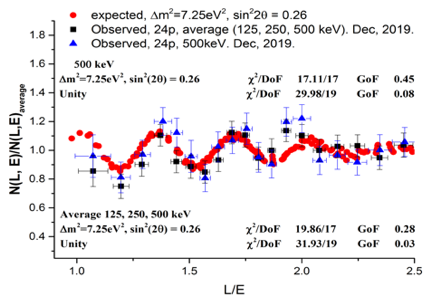 expected, Δm²=7.25eV², sin²2θ = 0.26
Observed, 24p, average (125, 250, 500 keV). Dec, 2019.
Observed, 24p, 500keV. Dec, 2019.
500 keV
Δm²=7.25eV², sin²(2θ) = 0.26 χ²/DoF 17.11/17 GoF 0.45
Unity χ²/DoF 29.98/19 GoF 0.08
Average 125, 250, 500 keV
Δm²=7.25eV², sin²(2θ) = 0.26 χ²/DoF 19.86/17 GoF 0.28
Unity χ²/DoF 31.93/19 GoF 0.03
N(L, E)/N(L,E)average
1.4
1.2
1.0
0.8
0.6
0.4
1.0 1.5 2.0 2.5
L/E